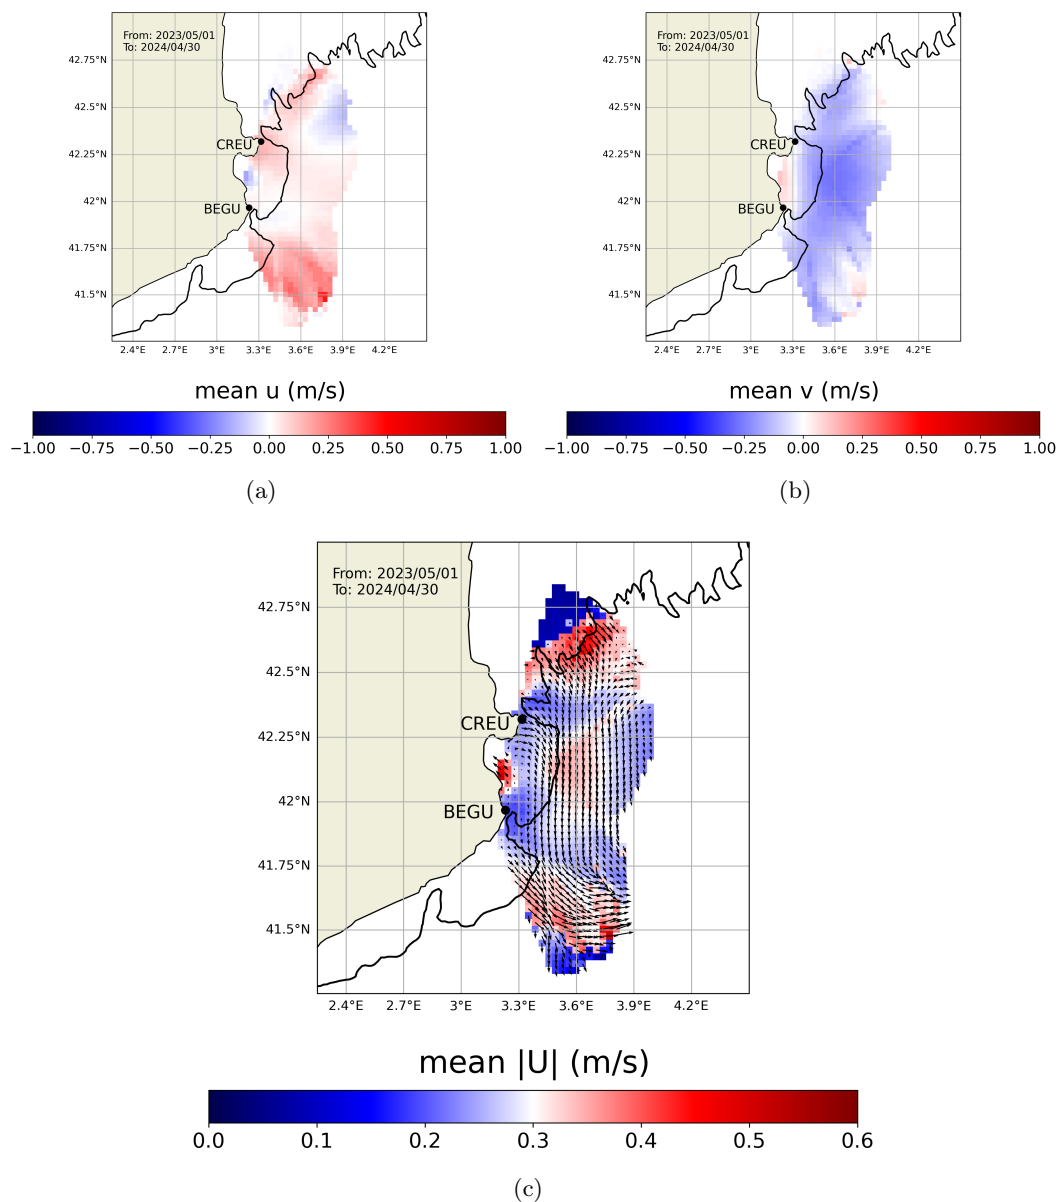 From: 2023/05/01
To: 2024/04/30
42.75°N
42.5°N
42.25°N
42°N
41.75°N
41.5°N
CREU
BEGU
2.4°E 2.7°E 3°E 3.3°E 3.6°E 3.9°E 4.2°E
mean u (m/s)
−1.00 −0.75 −0.50 −0.25 0.00 0.25 0.50 0.75 1.00
(a)
From: 2023/05/01
To: 2024/04/30
42.75°N
42.5°N
42.25°N
42°N
41.75°N
41.5°N
CREU
BEGU
2.4°E 2.7°E 3°E 3.3°E 3.6°E 3.9°E 4.2°E
mean v (m/s)
−1.00 −0.75 −0.50 −0.25 0.00 0.25 0.50 0.75 1.00
(b)
From: 2023/05/01
To: 2024/04/30
42.75°N
42.5°N
42.25°N
42°N
41.75°N
41.5°N
CREU
BEGU
2.4°E 2.7°E 3°E 3.3°E 3.6°E 3.9°E 4.2°E
mean |U| (m/s)
0.0 0.1 0.2 0.3 0.4 0.5 0.6
(c)